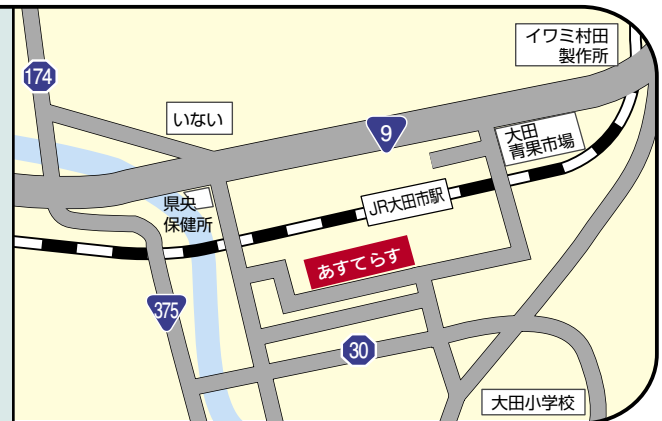 イワミ村田
製作所
174
いない
9
大田
青果市場
県央
保健所
JR大田市駅
あすてらす
375
30
大田小学校